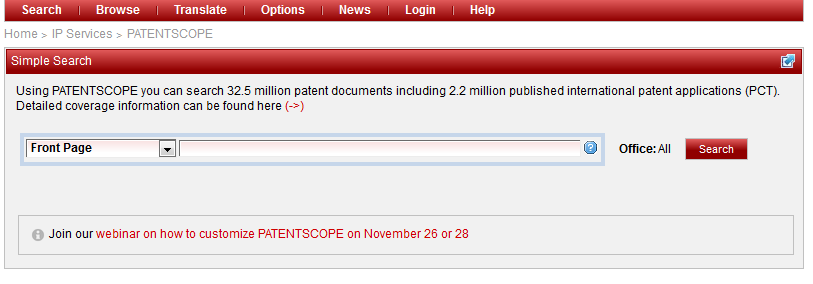 Search Browse Translate Options News Login Help
Home > IP Services > PATENTSCOPE
Simple Search
Using PATENTSCOPE you can search 32.5 million patent documents including 2.2 million published international patent applications (PCT).
Detailed coverage information can be found here (->)
Front Page ? Office: All Search
i Join our webinar on how to customize PATENTSCOPE on November 26 or 28